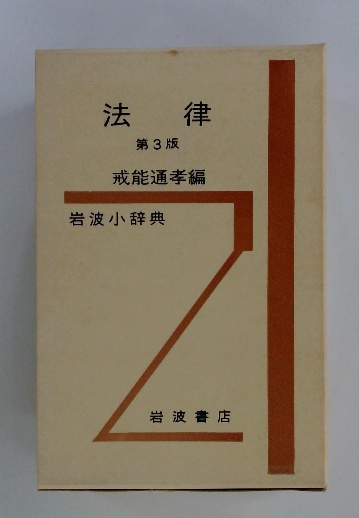 法律
第3版
戒能通孝編
岩波小辞典
岩波書店